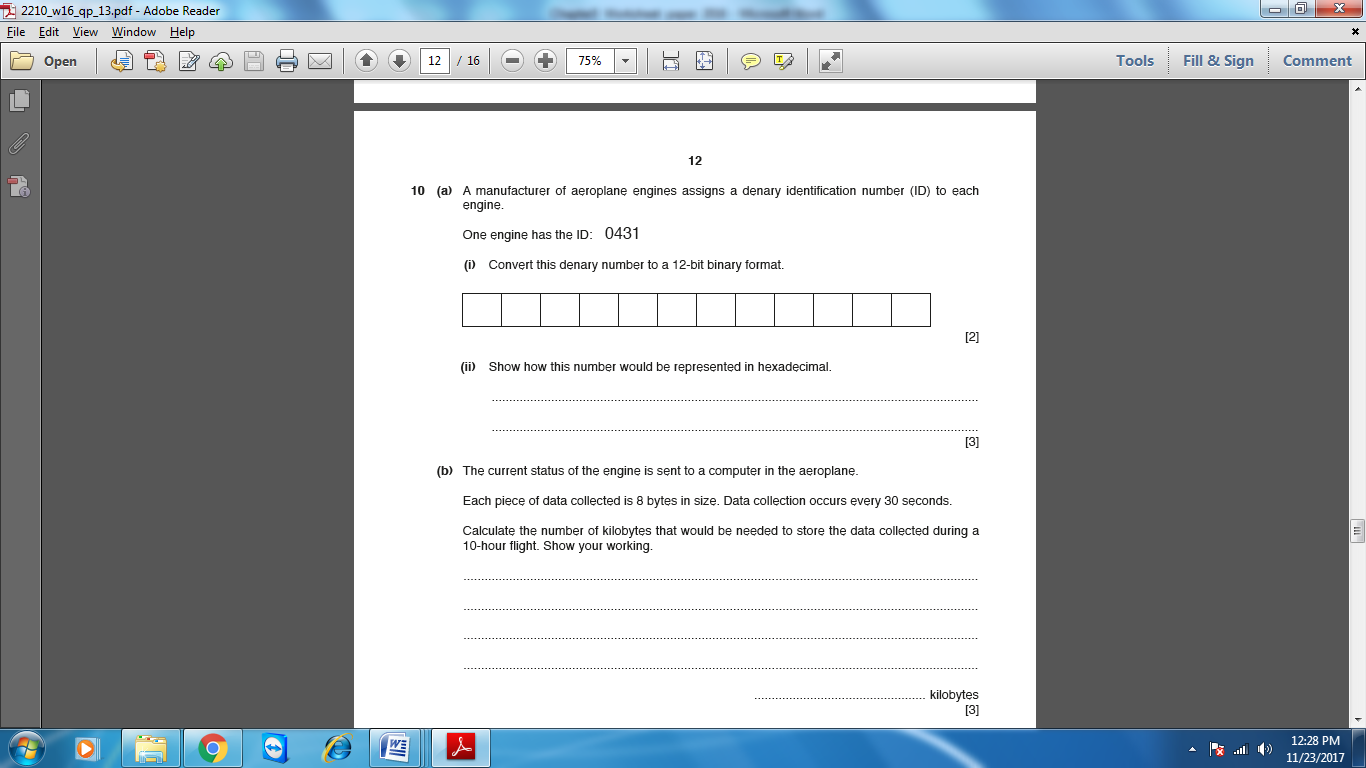 2210_w16_qp_13.pdf - Adobe Reader
File Edit View Window Help
Open 12 / 16 75% Tools Fill & Sign Comment
12
10 (a) A manufacturer of aeroplane engines assigns a denary identification number (ID) to each
engine.
One engine has the ID: 0431
(i) Convert this denary number to a 12-bit binary format.
[2]
(ii) Show how this number would be represented in hexadecimal.
[3]
(b) The current status of the engine is sent to a computer in the aeroplane.
Each piece of data collected is 8 bytes in size. Data collection occurs every 30 seconds.
Calculate the number of kilobytes that would be needed to store the data collected during a
10-hour flight. Show your working.
kilobytes
[3]
12:28 PM
11/23/2017